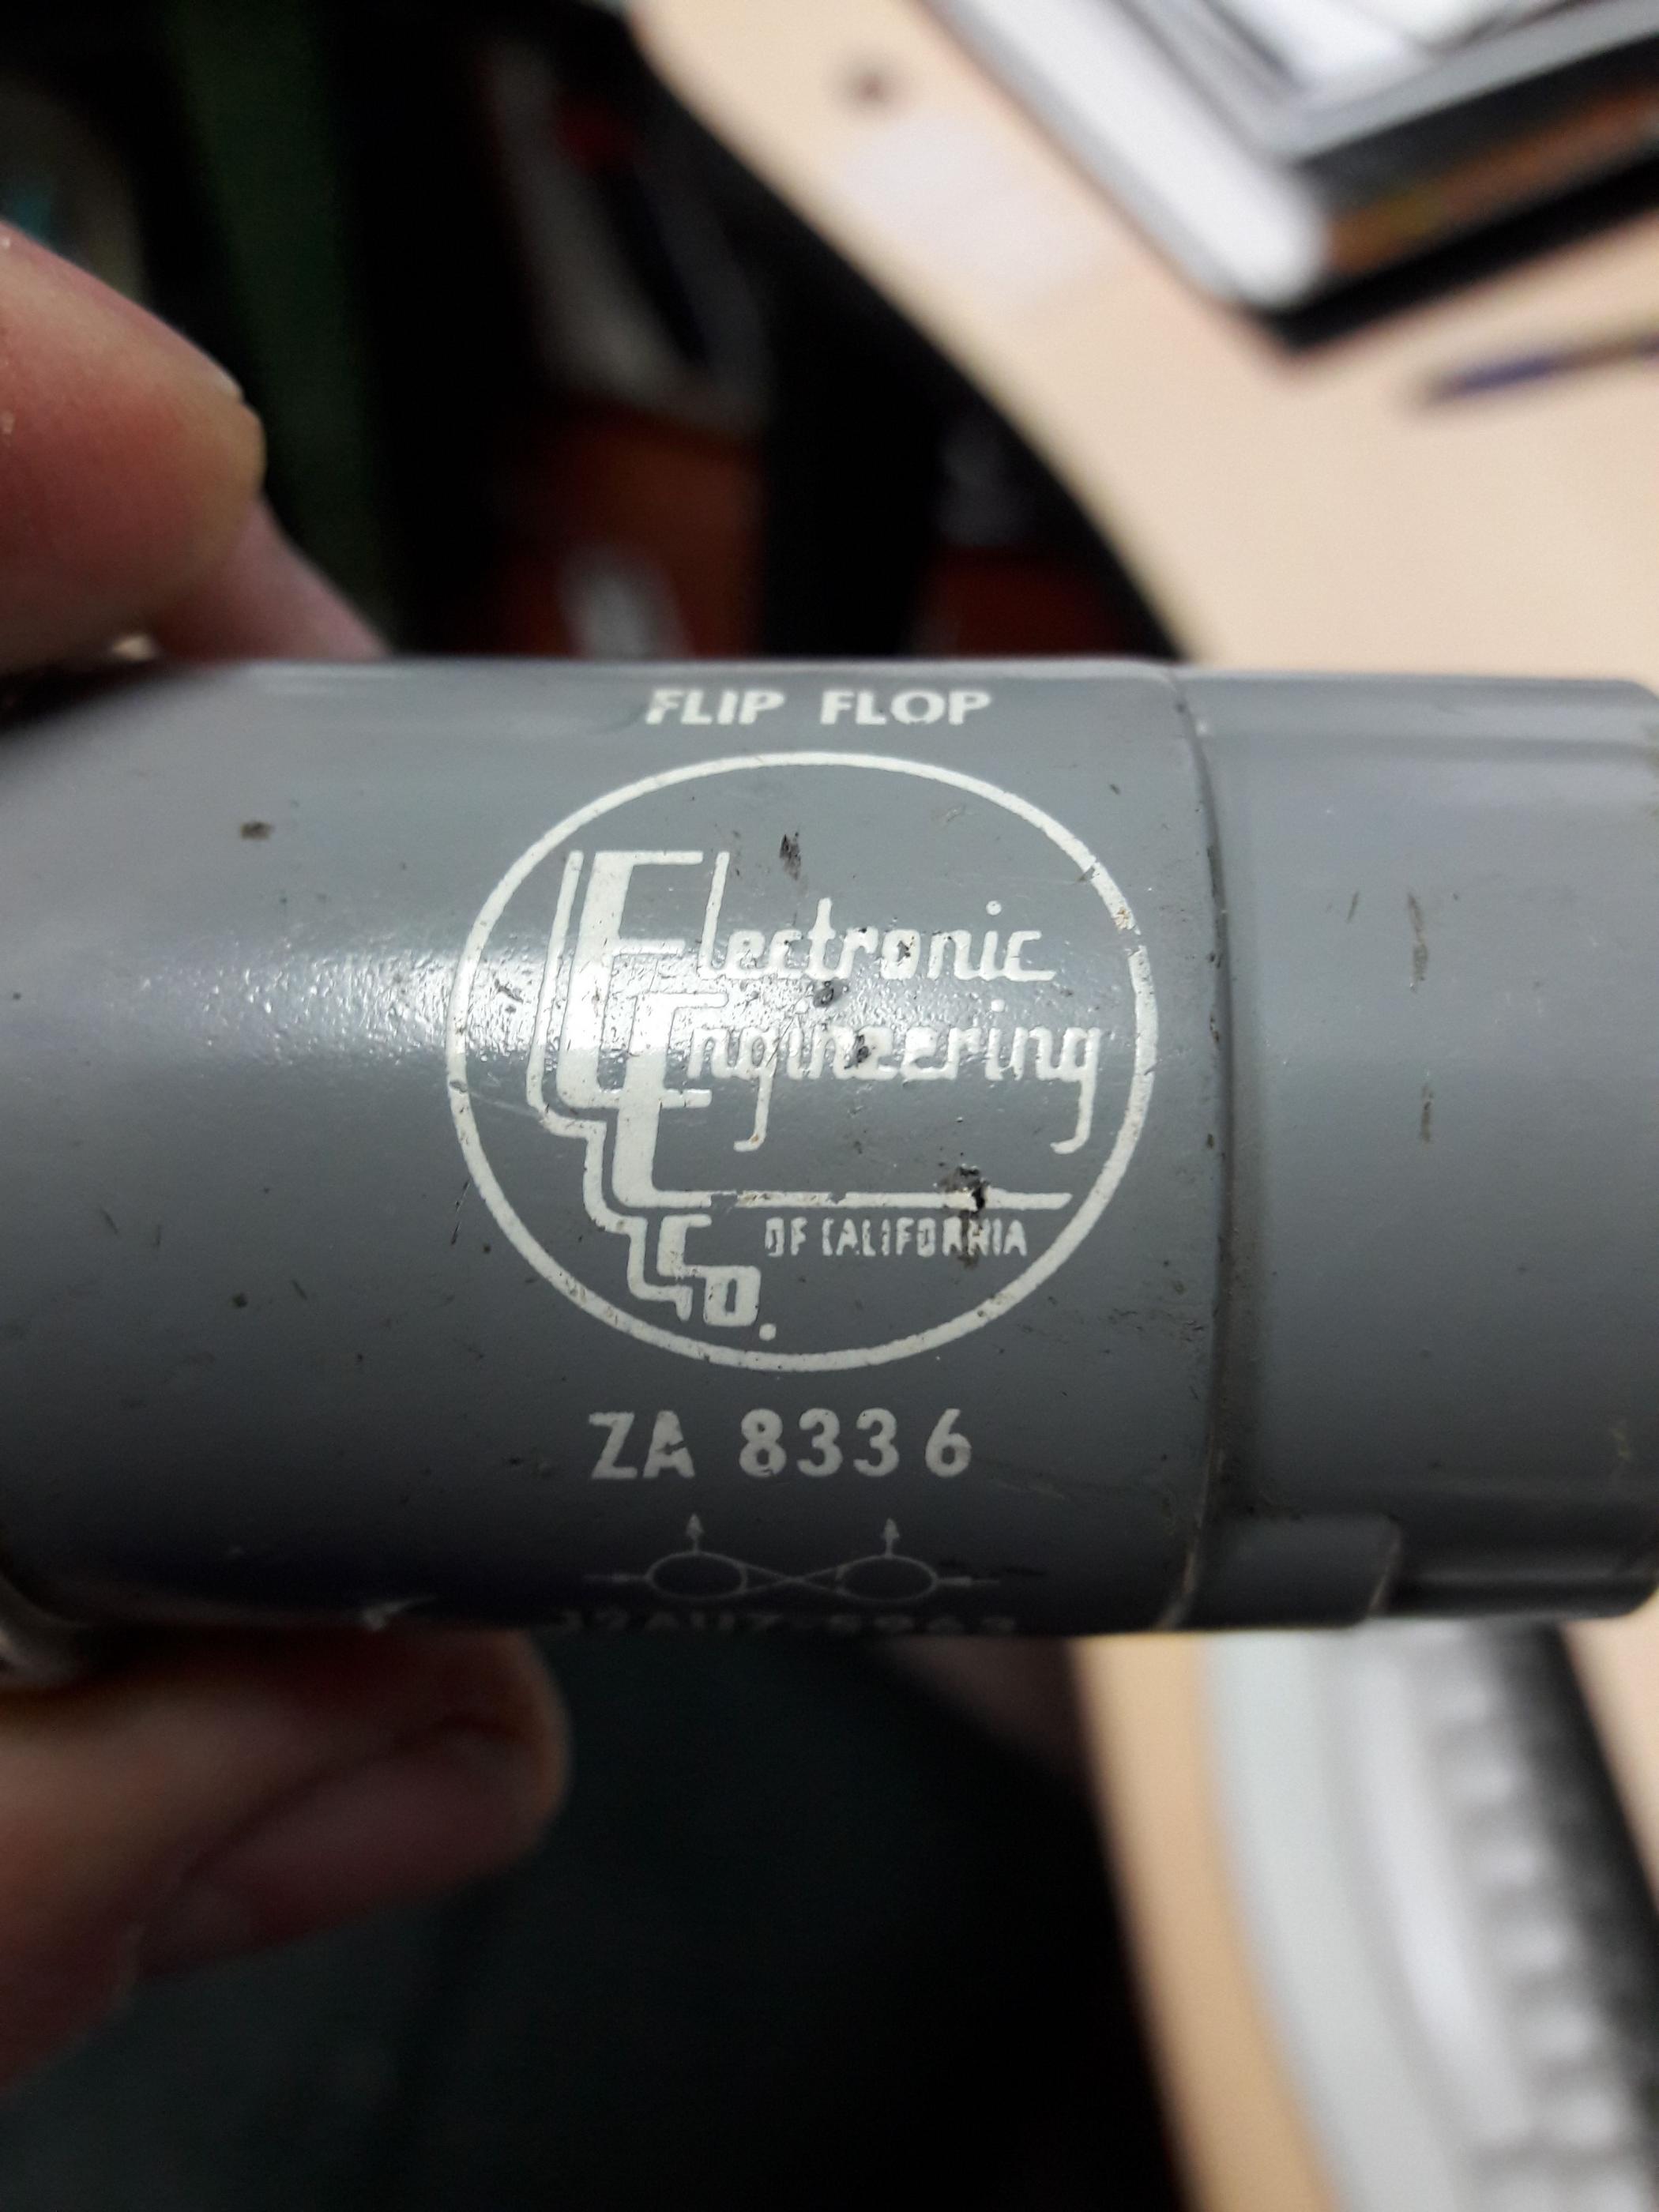 FLIP FLOP
Electronic
Engineering
Co.
OF CALIFORNIA
ZA 8336